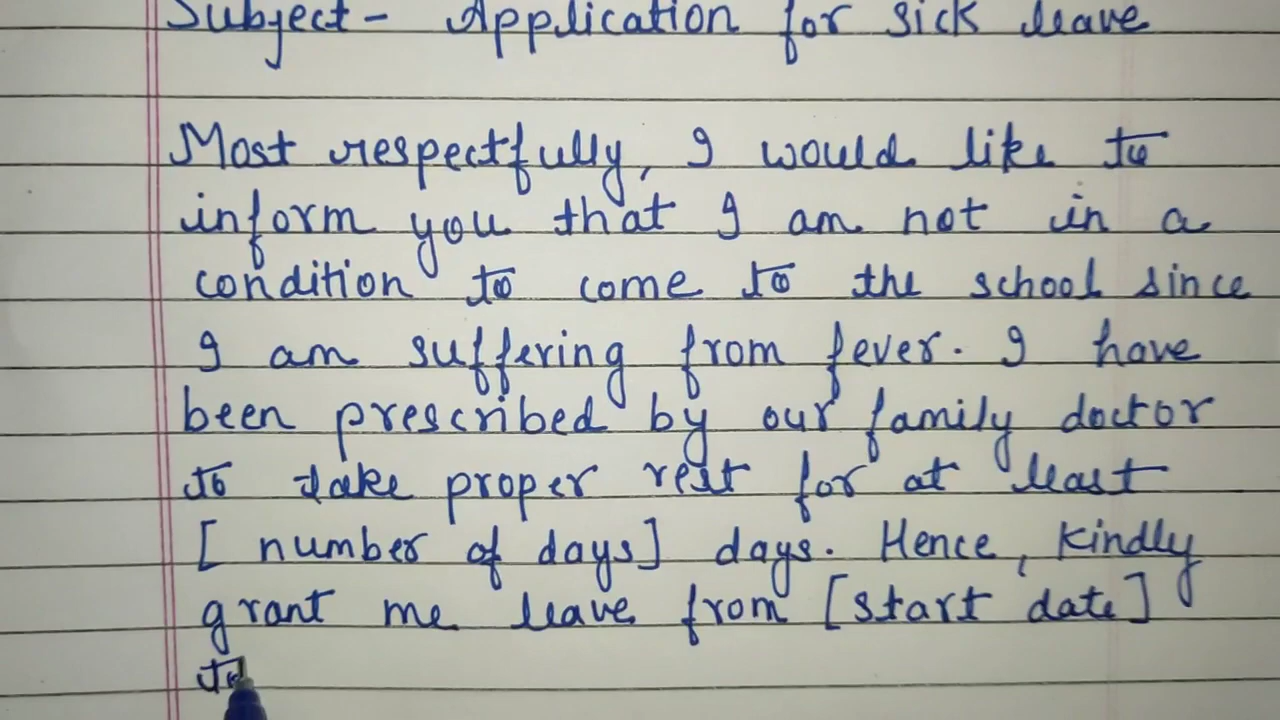 Subject - Application for sick leave
Most respectfully, I would like to
inform you that I am not in a
condition to come to the school since
I am suffering from fever. I have
been prescribed by our family doctor
to take proper rest for at least
[number of days] days. Hence, kindly
grant me leave from [start date]
to